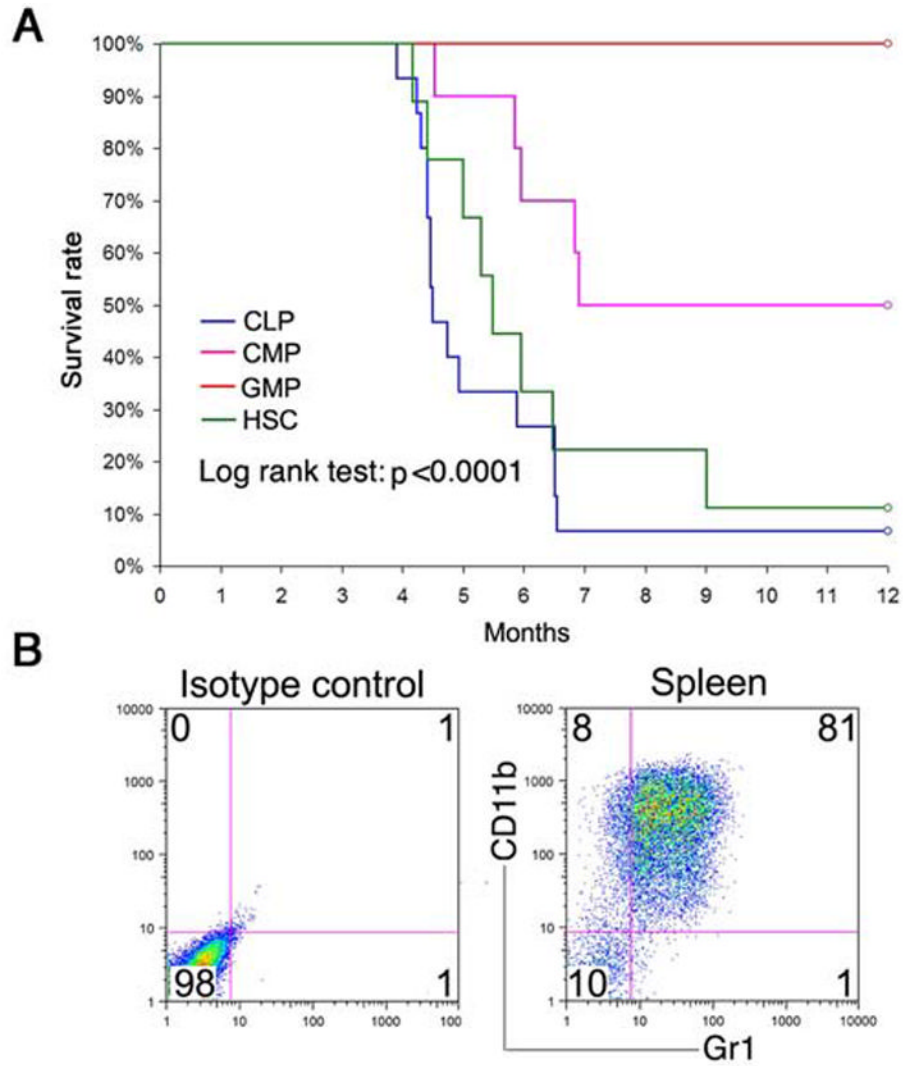 A
100%
90%
80%
70%
60%
50%
40%
30%
20%
10%
0%
Survival rate
CLP
CMP
GMP
HSC
Log rank test: p<0.0001
0 1 2 3 4 5 6 7 8 9 10 11 12
Months
B
Isotype control
10000
1000
100
10
1
0 1
98 1
1 10 100 1000 100
Spleen
CD11b
10000
1000
100
10
1
8 81
10 1
1 10 100 1000 10000
Gr1